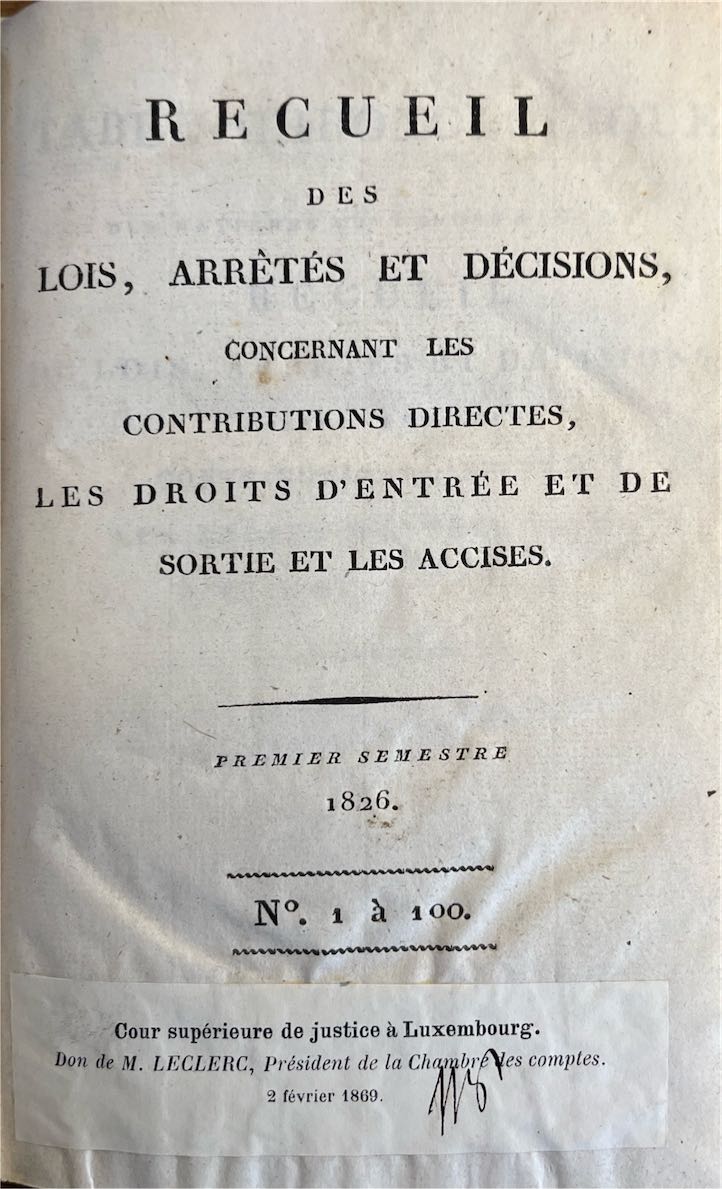 RECUEIL
DES
LOIS, ARRÊTÉS ET DÉCISIONS,
CONCERNANT LES
CONTRIBUTIONS DIRECTES,
LES DROITS D'ENTRÉE ET DE
SORTIE ET LES ACCISES.
PREMIER SEMESTRE
1826.
Nº. 1 à 100.
Cour supérieure de justice à Luxembourg.
Don de M. LECLERC, Président de la Chambre des comptes.
2 février 1869.